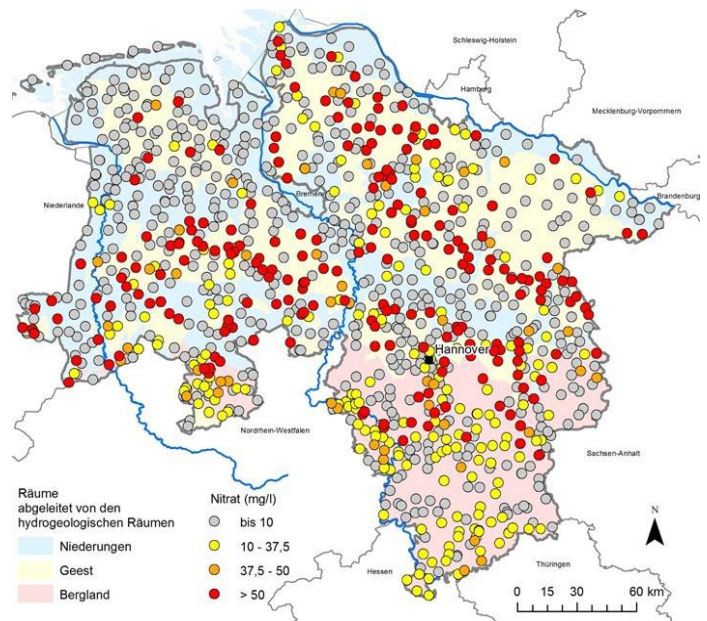 Schleswig-Holstein
Hamburg
Mecklenburg-Vorpommern
Niederlande
Bremen
Brandenburg
Hannover
Nordrhein-Westfalen
Sachsen-Anhalt
Hessen
Thüringen
Räume
abgeleitet von den
hydrogeologischen Räumen
Niederungen
Geest
Bergland
Nitrat (mg/l)
bis 10
10 - 37,5
37,5 - 50
> 50
N
0 15 30 60 km